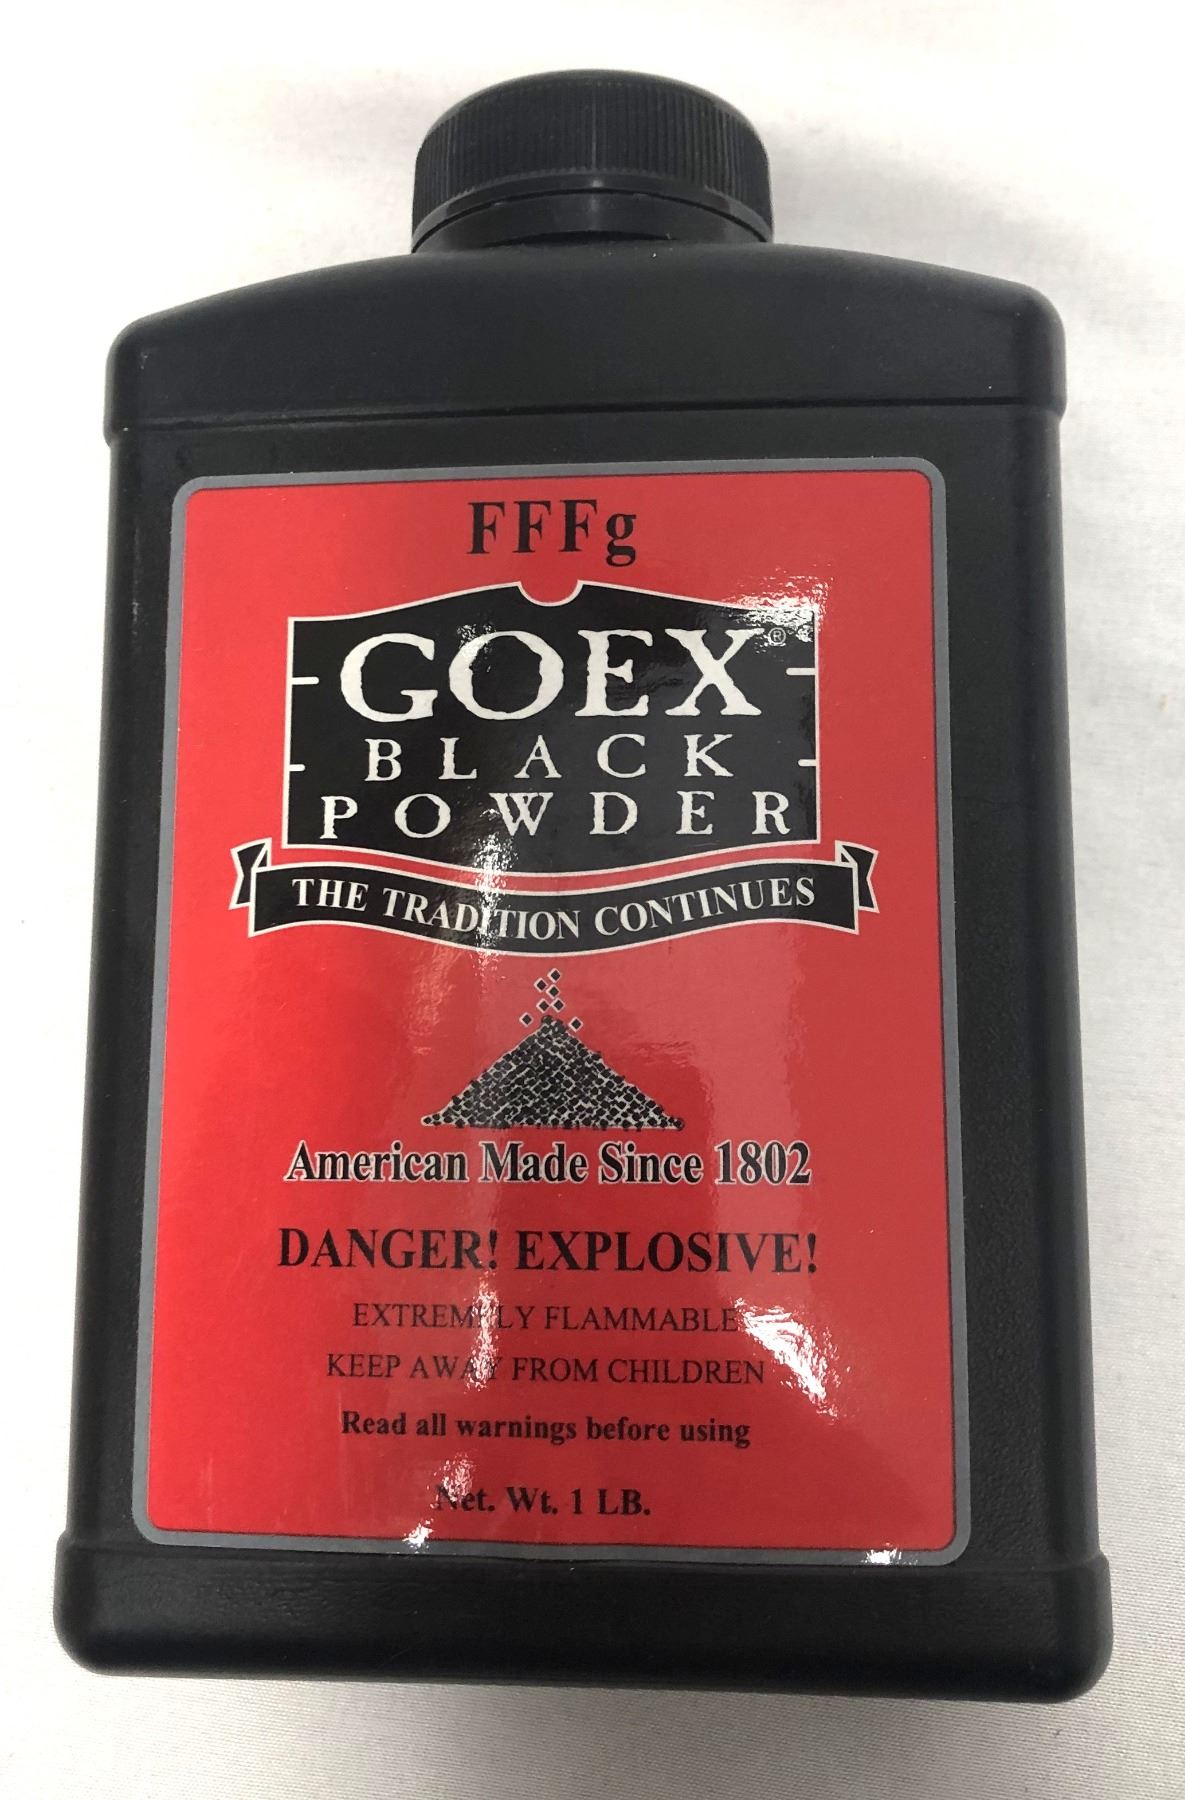 FFFg
GOEX®
BLACK
POWDER
THE TRADITION CONTINUES
American Made Since 1802
DANGER! EXPLOSIVE!
EXTREMELY FLAMMABLE
KEEP AWAY FROM CHILDREN
Read all warnings before using
Net. Wt. 1 LB.